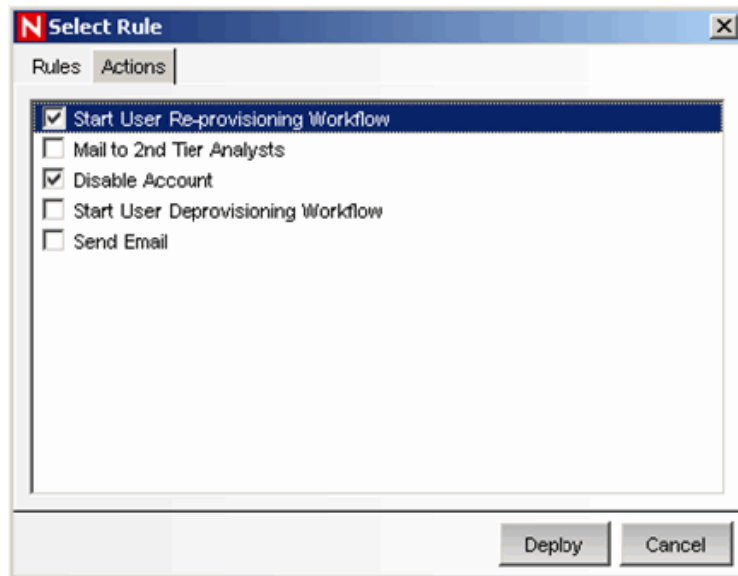 N Select Rule
Rules Actions
Start User Re-provisioning Workflow
Mail to 2nd Tier Analysts
Disable Account
Start User Deprovisioning Workflow
Send Email
Deploy Cancel